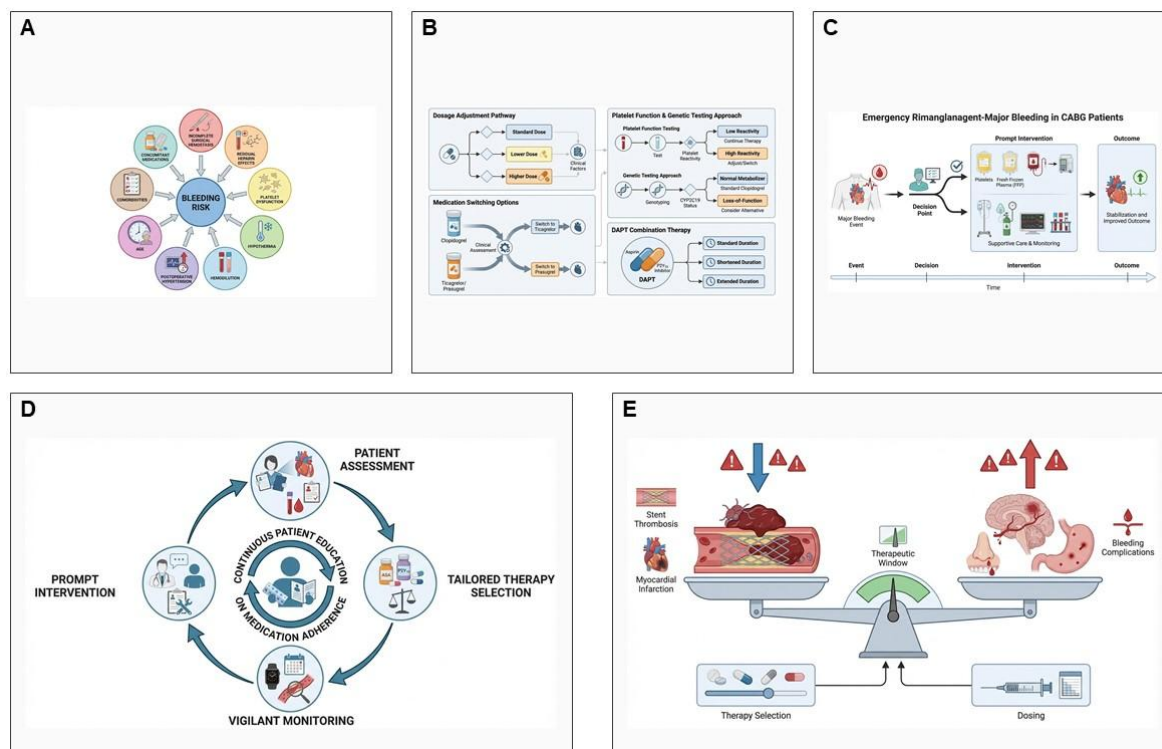 A
INCOMPLETE
SURGICAL
HEMOSTASIS
CONCOMITANT
MEDICATIONS
RESIDUAL
HEPARIN
EFFECTS
COMORBIDITIES
BLEEDING
RISK
PLATELET
DYSFUNCTION
AGE
POSTOPERATIVE
HYPERTENSION
HEMODILUTION
B
Dosage Adjustment Pathway
Standard Dose
Lower Dose
Higher Dose
Clinical
Factors
Medication Switching Options
Clopidogrel
Clinical
Assessment
Switch to
Ticagrelor
Ticagrelor/
Prasugrel
Switch to
Prasugrel
Platelet Function & Genetic Testing Approach
Platelet Function Testing
Test
Platelet
Reactivity
Low Reactivity
Continue Therapy
High Reactivity
Adjust/Switch
Genetic Testing Approach
Genotyping
CYP2C19
Status
Normal Metabolizer
Standard Clopidogrel
Loss-of-Function
Consider Alternative
DAPT Combination Therapy
Aspirin
P2Y₁₂
Inhibitor
DAPT
Standard Duration
Shortened Duration
Extended Duration
C
Emergency Rimanglanagent-Major Bleeding in CABG Patients
Prompt Intervention
Outcome
Major Bleeding
Event
Decision
Point
Platelets
Fresh Frozen
Plasma (FFP)
Supportive Care & Monitoring
Stabilization and
Improved Outcome
Event
Decision
Intervention
Outcome
Time
D
PATIENT
ASSESSMENT
CONTINUOUS PATIENT EDUCATION
ON MEDICATION ADHERENCE
PROMPT
INTERVENTION
ASA
TAILORED THERAPY
SELECTION
VIGILANT MONITORING
E
Stent
Thrombosis
Myocardial
Infarction
Therapeutic
Window
Bleeding
Complications
Therapy Selection
Dosing